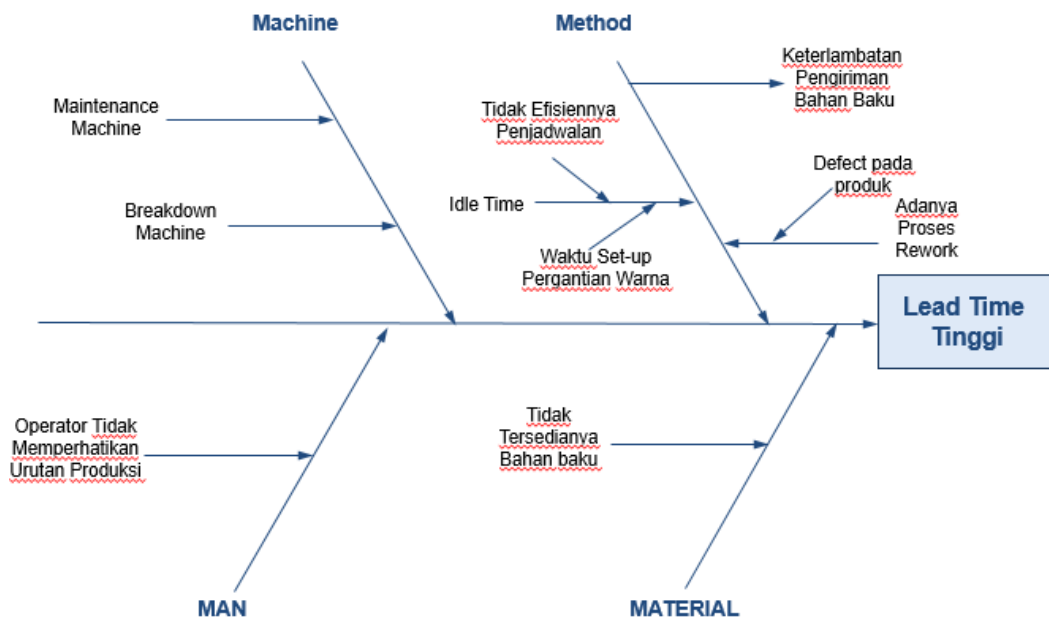 Machine
Method
Keterlambatan
Pengiriman
Bahan Baku
Maintenance
Machine
Tidak Efisiennya
Penjadwalan
Defect pada
produk
Idle Time
Breakdown
Machine
Adanya
Proses
Rework
Waktu Set-up
Pergantian Warna
Lead Time
Tinggi
Operator Tidak
Memperhatikan
Urutan Produksi
Tidak
Tersedianya
Bahan baku
MAN
MATERIAL